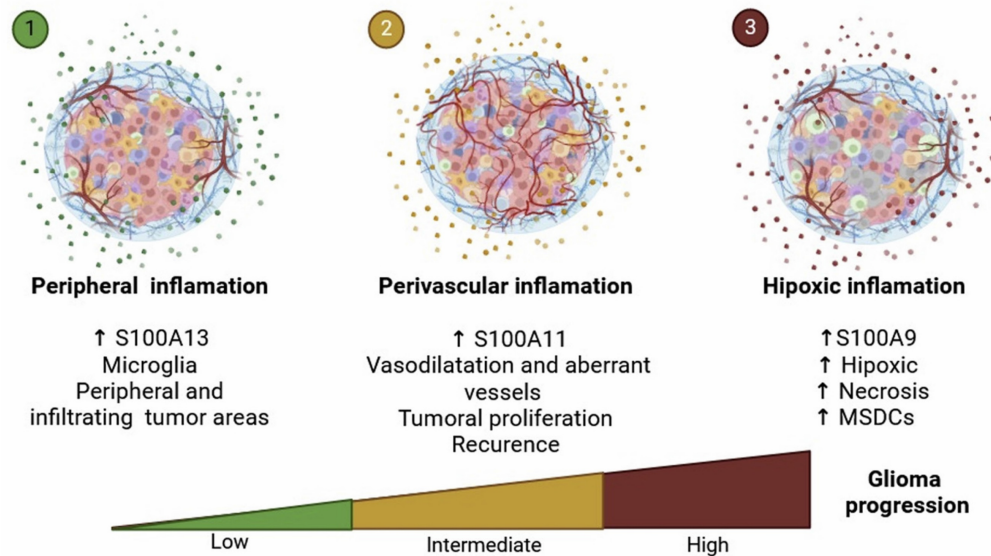 1
Peripheral inflamation
↑ S100A13
Microglia
Peripheral and
infiltrating tumor areas
2
Perivascular inflamation
↑ S100A11
Vasodilatation and aberrant
vessels
Tumoral proliferation
Recurence
3
Hipoxic inflamation
↑S100A9
↑ Hipoxic
↑ Necrosis
↑ MSDCs
Low
Intermediate
High
Glioma
progression